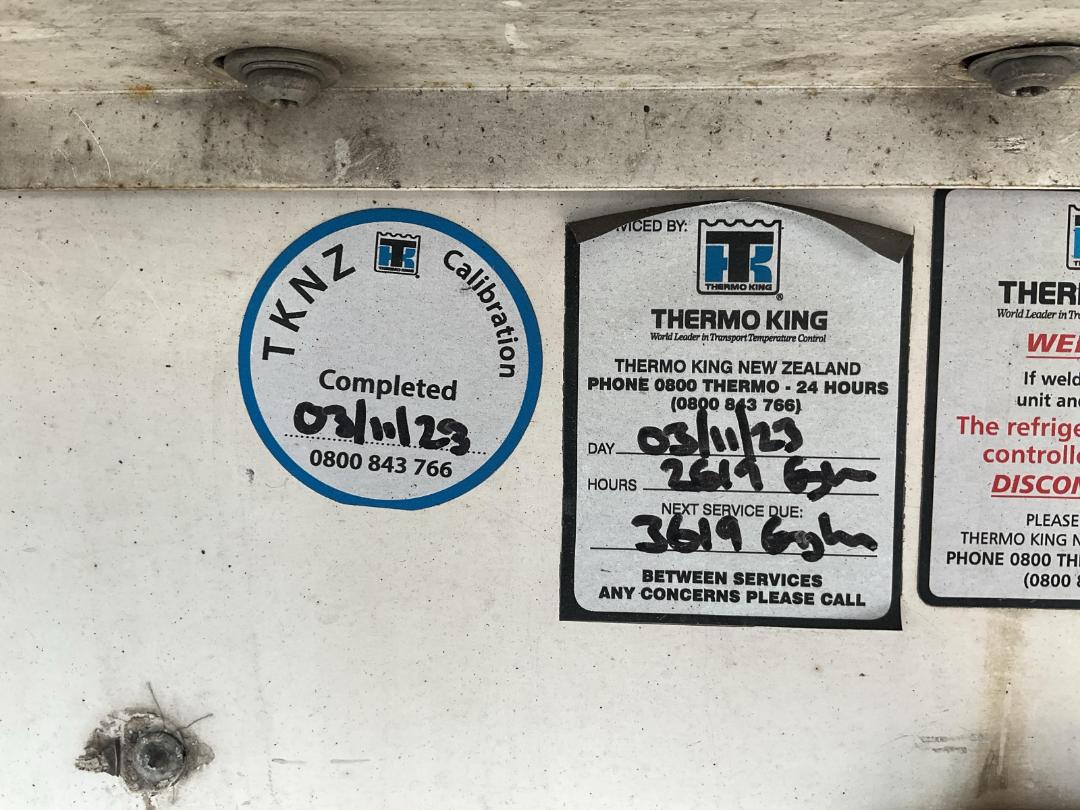 TKNZ Calibration
Completed
03/11/23
0800 843 766
VICED BY:
THERMO KING
®
THERMO KING
World Leader in Transport Temperature Control
THERMO KING NEW ZEALAND
PHONE 0800 THERMO - 24 HOURS
(0800 843 766)
DAY 03/11/23
HOURS 2619
NEXT SERVICE DUE:
3619
BETWEEN SERVICES
ANY CONCERNS PLEASE CALL
THER
World Leader in Tr
WEL
If weld
unit and
The refrige
controlle
DISCON
PLEASE
THERMO KING N
PHONE 0800 TH
(0800 8